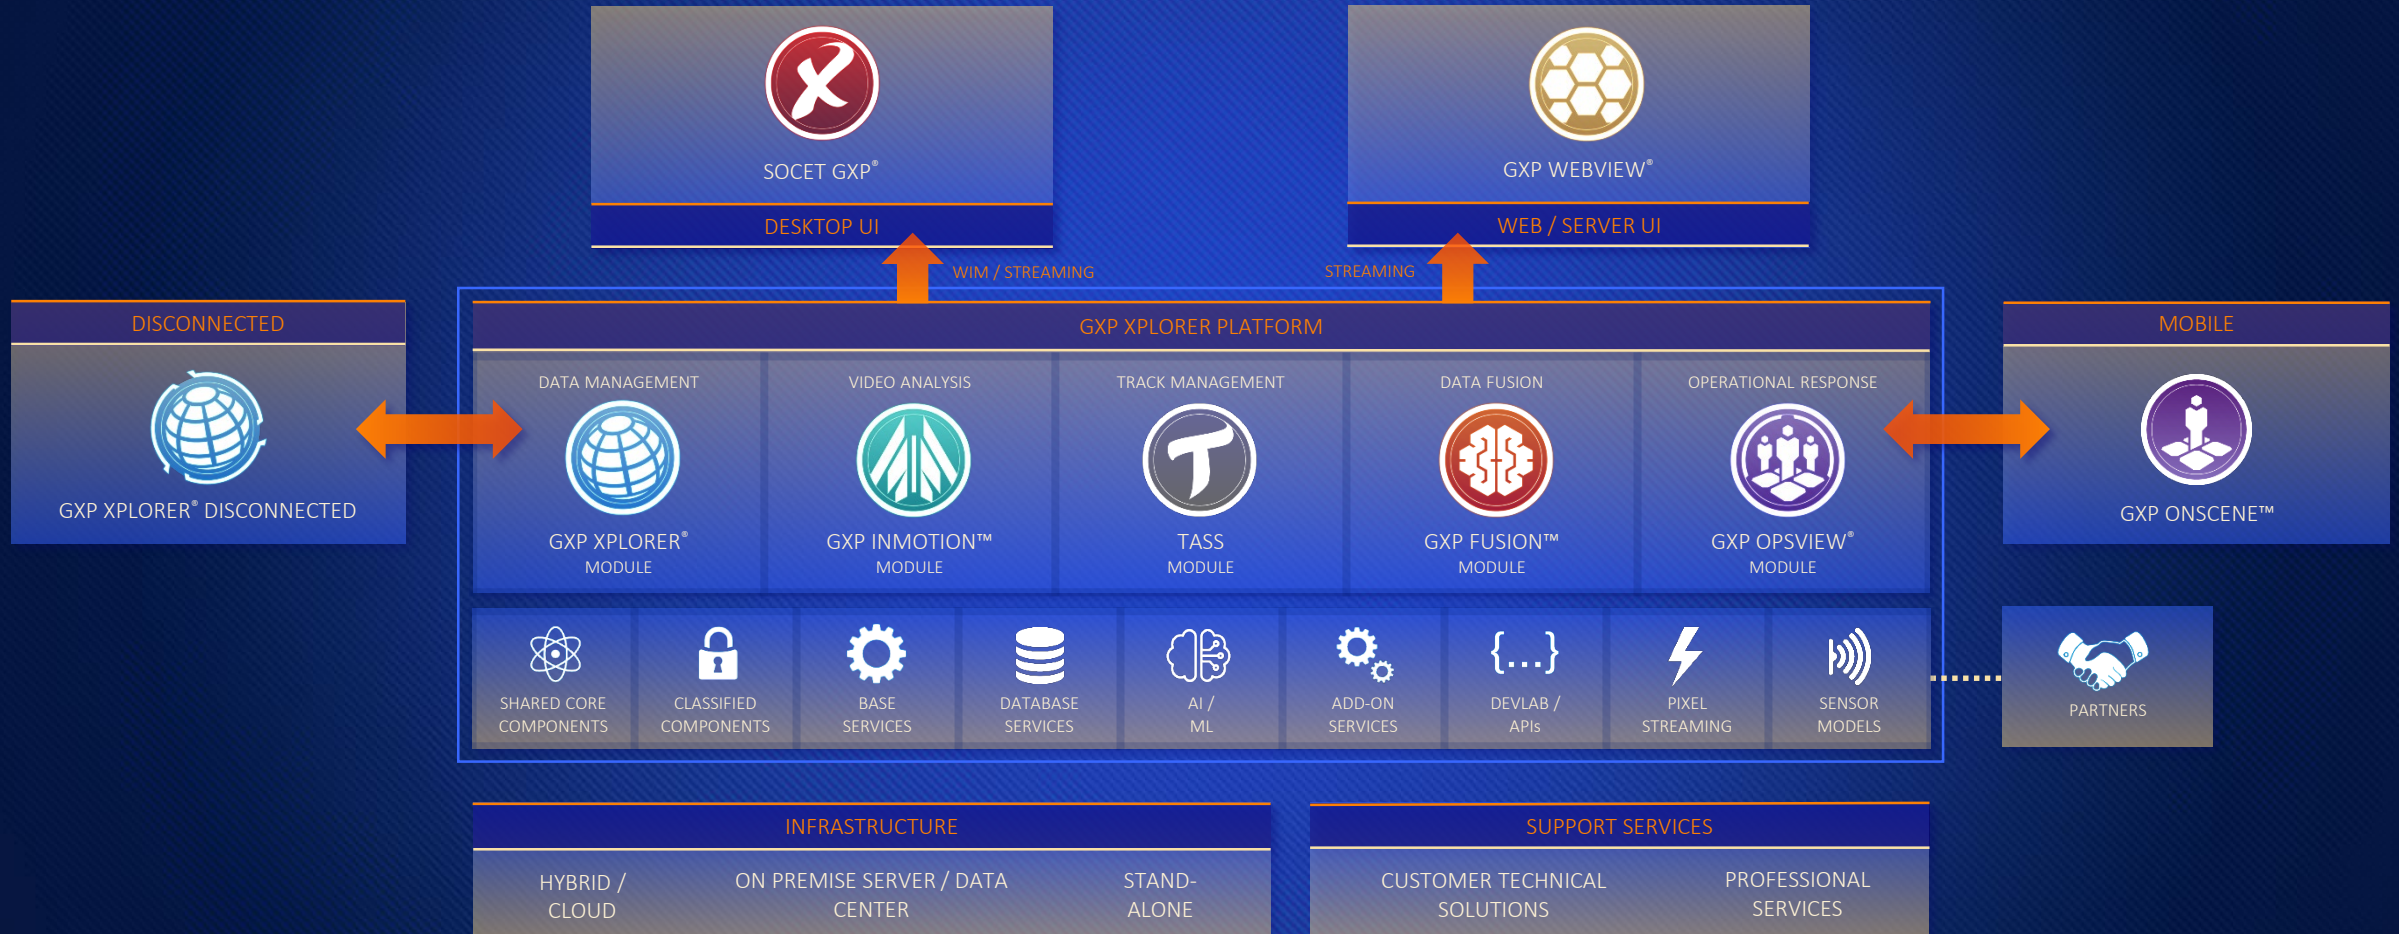 SOCET GXP®
DESKTOP UI
GXP WEBVIEW®
WEB / SERVER UI
WIM / STREAMING
STREAMING
DISCONNECTED
GXP XPLORER® DISCONNECTED
GXP XPLORER PLATFORM
DATA MANAGEMENT
GXP XPLORER®
MODULE
VIDEO ANALYSIS
GXP INMOTION™
MODULE
TRACK MANAGEMENT
TASS
MODULE
DATA FUSION
GXP FUSION™
MODULE
OPERATIONAL RESPONSE
GXP OPSVIEW®
MODULE
MOBILE
GXP ONSCENE™
SHARED CORE
COMPONENTS
CLASSIFIED
COMPONENTS
BASE
SERVICES
DATABASE
SERVICES
AI /
ML
ADD-ON
SERVICES
{...}
DEVLAB /
APIs
PIXEL
STREAMING
SENSOR
MODELS
PARTNERS
INFRASTRUCTURE
HYBRID /
CLOUD
ON PREMISE SERVER / DATA
CENTER
STAND-
ALONE
SUPPORT SERVICES
CUSTOMER TECHNICAL
SOLUTIONS
PROFESSIONAL
SERVICES